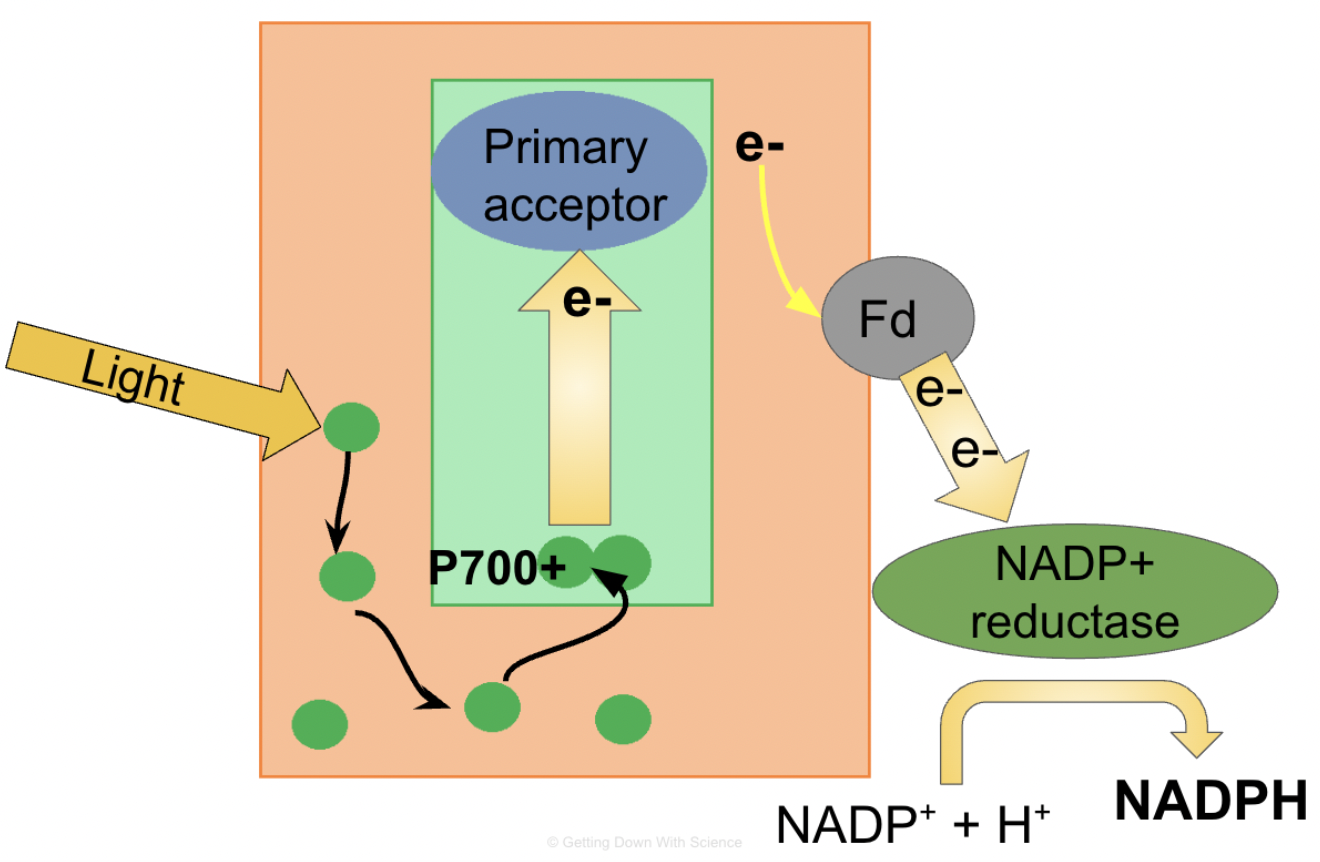 Primary
acceptor
e-
e-
Fd
Light
e-
e-
P700+
NADP+
reductase
NADP⁺ + H⁺
NADPH
© Getting Down With Science